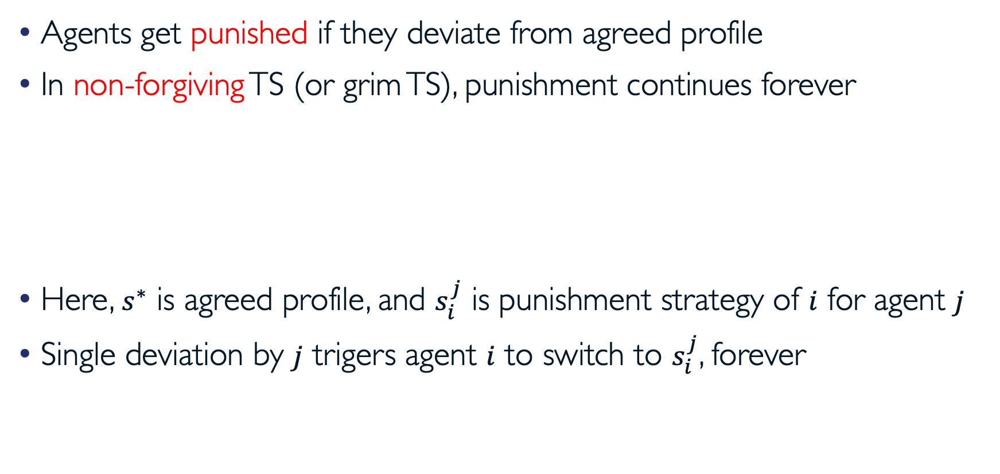 • Agents get punished if they deviate from agreed profile
• In non-forgiving TS (or grim TS), punishment continues forever
• Here, s* is agreed profile, and s_i^j is punishment strategy of i for agent j
• Single deviation by j trigers agent i to switch to s_i^j, forever